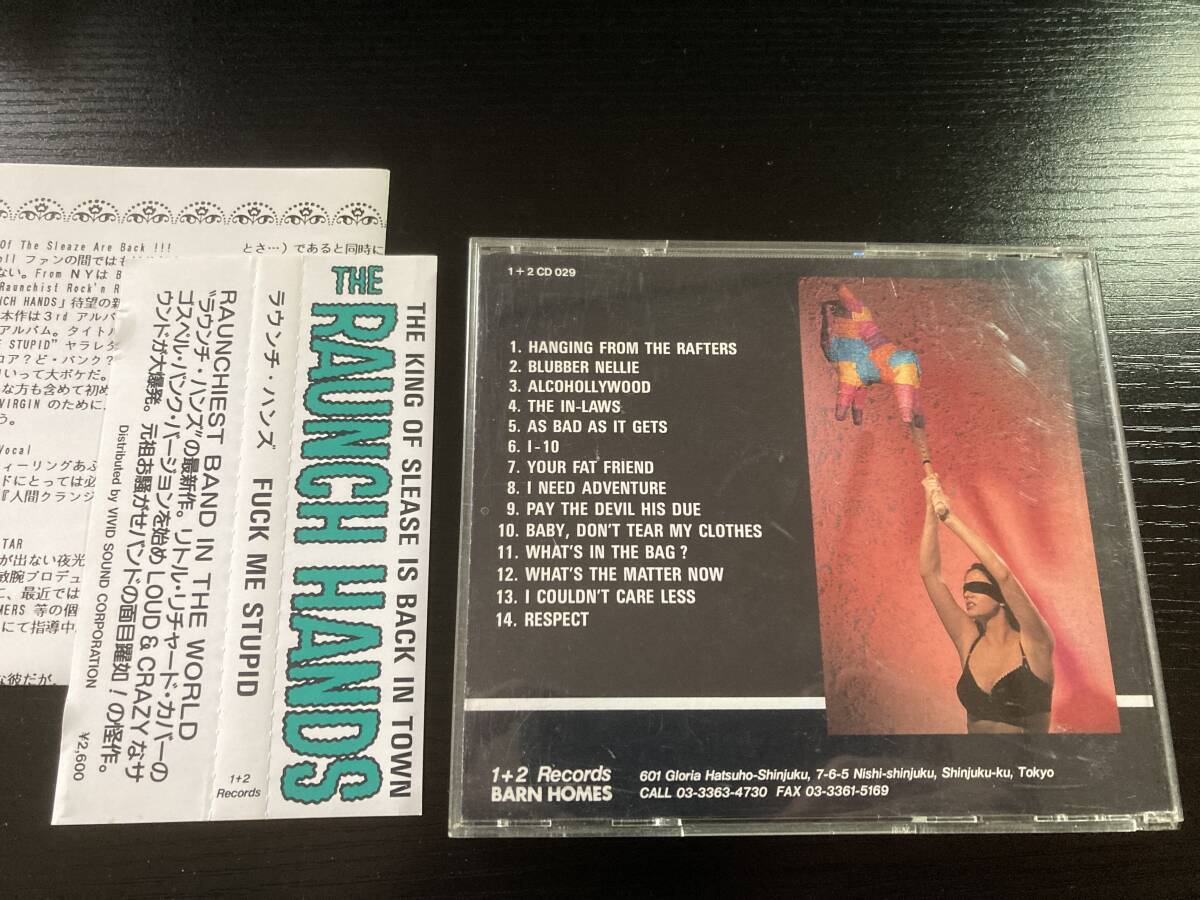 Of The Sleaze Are Back !!!
とさ…）であると同時に
ell ファンの間ではも
ない。From NYは B
Raunchist Rock'n R
NCH HANDS」待望の新
本作は3rd アルバ
アルバム。タイトル
E STUPID” ヤラレタ
コア？ど・パンク？
いって大ボケだ。
な方も含めて初め
VIRGIN のために、
う。
Vocal
ィーリングあふ
ドにとっては必
『人間クランジ
TAR
が出ない夜光
敏腕プロデュ
に、最近では
MERS 等の個
にて指導中
な彼だが、
THE KING OF SLEASE IS BACK IN TOWN
THE
RAUNCH HANDS
ラウンチ・ハンズ FUCK ME STUPID
1+2
Records
RAUNCHIEST BAND IN THE WORLD
“ラウンチ・ハンズ”の最新作。リトル・リチャード・カバーの
ゴスペル・パンク・バージョンを始め LOUD & CRAZY なサ
ウンドが大爆発。元祖お騒がせバンドの面目躍如！の怪作。
Distributed by VIVID SOUND CORPORATION
¥2,600
1+2 CD 029
1. HANGING FROM THE RAFTERS
2. BLUBBER NELLIE
3. ALCOHOLLYWOOD
4. THE IN-LAWS
5. AS BAD AS IT GETS
6. I-10
7. YOUR FAT FRIEND
8. I NEED ADVENTURE
9. PAY THE DEVIL HIS DUE
10. BABY, DON'T TEAR MY CLOTHES
11. WHAT'S IN THE BAG ?
12. WHAT'S THE MATTER NOW
13. I COULDN'T CARE LESS
14. RESPECT
1+2 Records
BARN HOMES
601 Gloria Hatsuho-Shinjuku, 7-6-5 Nishi-shinjuku, Shinjuku-ku, Tokyo
CALL 03-3363-4730 FAX 03-3361-5169